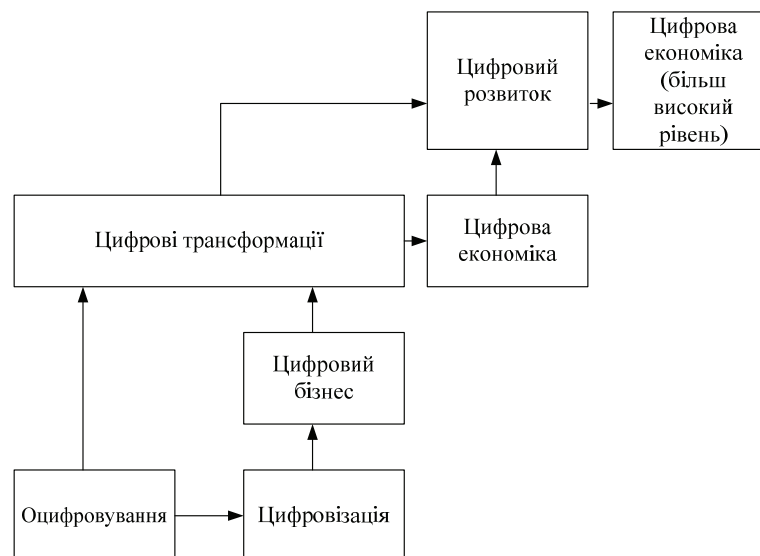 Цифровий
розвиток
Цифрова
економіка
(більш
високий
рівень)
Цифрові трансформації
Цифрова
економіка
Цифровий
бізнес
Оцифровування
Цифровізація